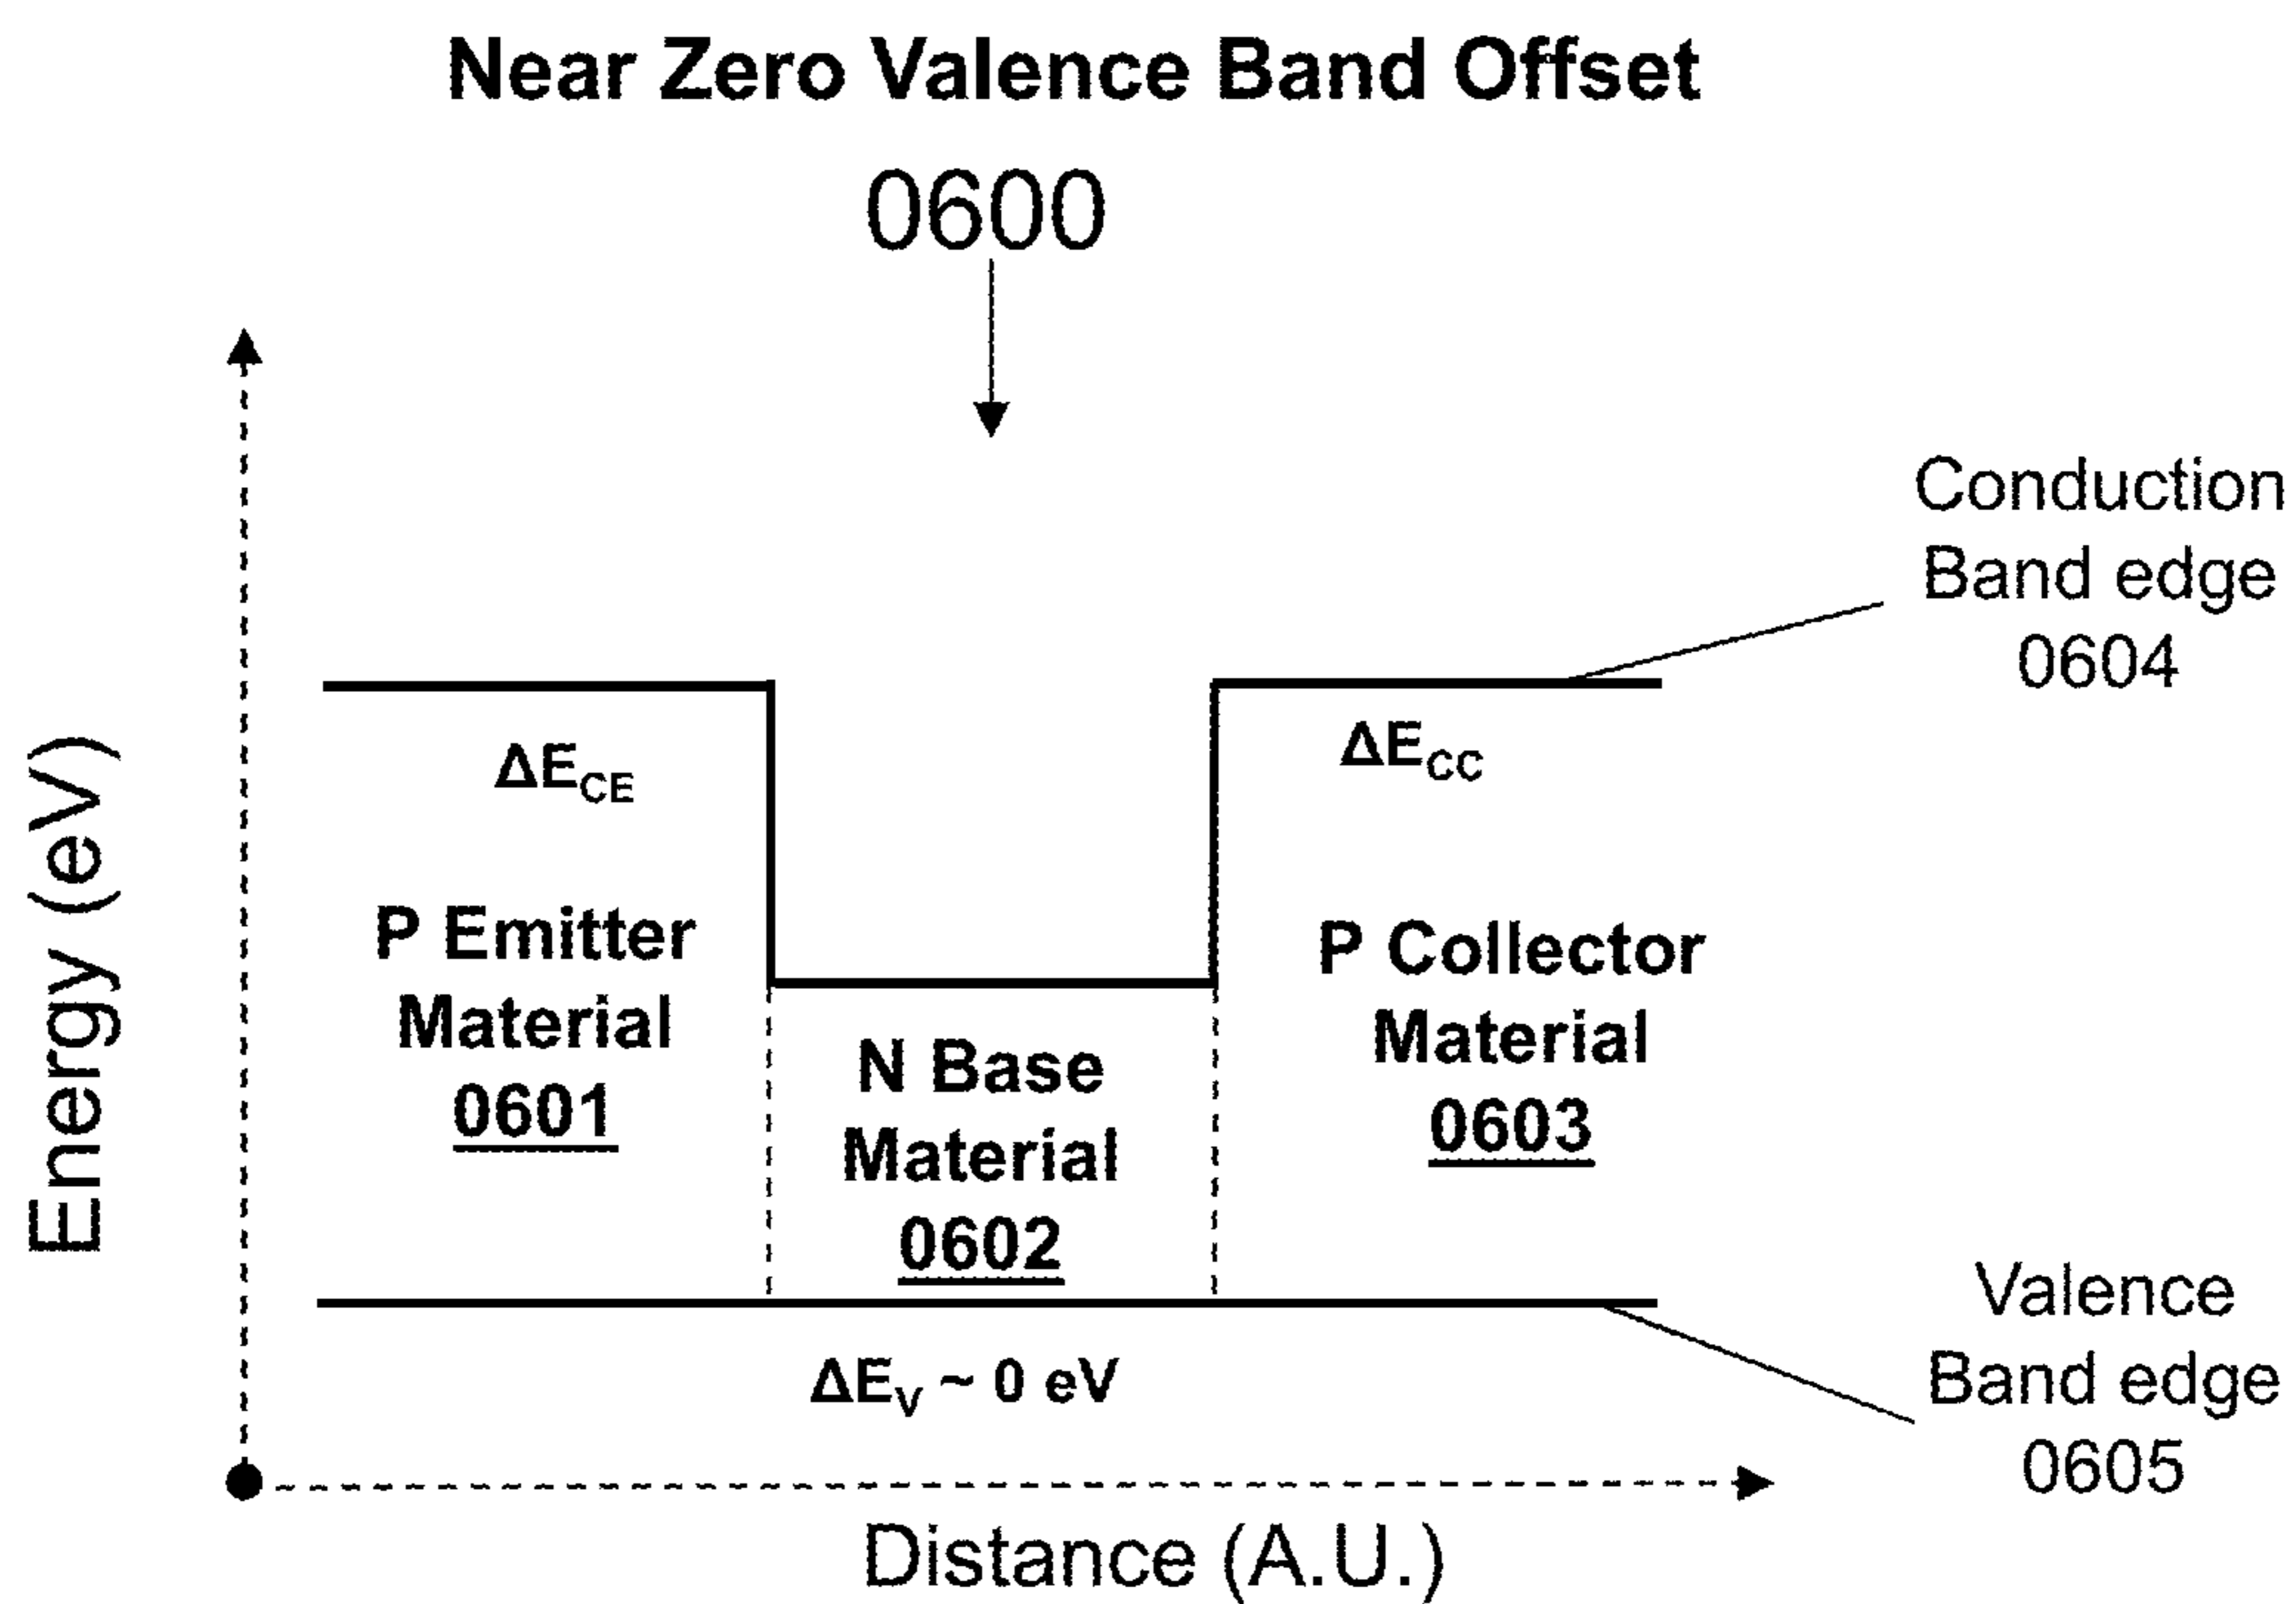 Near Zero Valence Band Offset
0600
Conduction
Band edge
0604
ΔE_CE
ΔE_CC
P Emitter
Material
0601
N Base
Material
0602
P Collector
Material
0603
Valence
Band edge
0605
ΔE_V ~ 0 eV
Energy (eV)
Distance (A.U.)